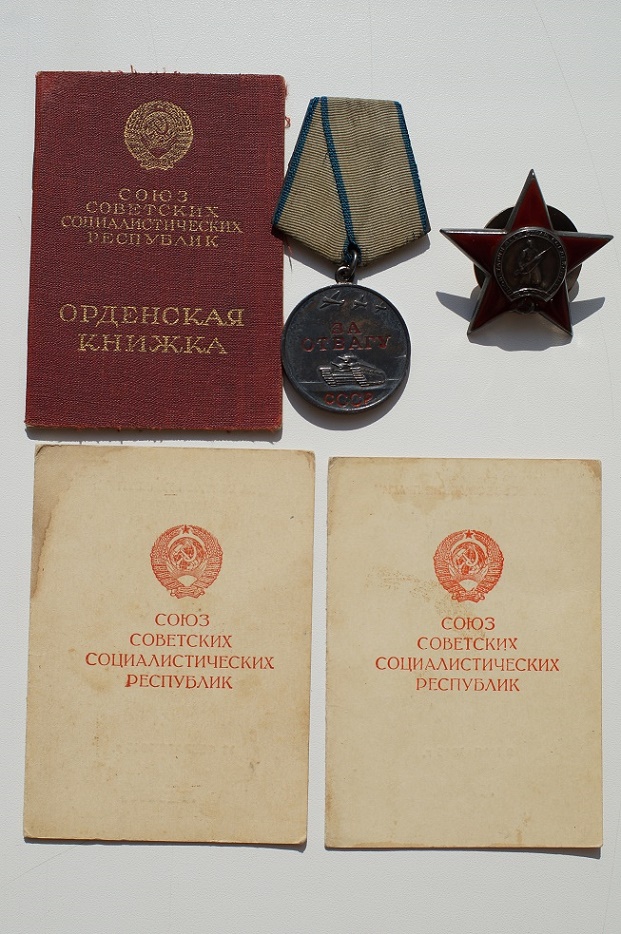 СОЮЗ
СОВЕТСКИХ
СОЦИАЛИСТИЧЕСКИХ
РЕСПУБЛИК
ОРДЕНСКАЯ
КНИЖКА
ЗА
ОТВАГУ
СССР
СОЮЗ
СОВЕТСКИХ
СОЦИАЛИСТИЧЕСКИХ
РЕСПУБЛИК
СОЮЗ
СОВЕТСКИХ
СОЦИАЛИСТИЧЕСКИХ
РЕСПУБЛИК